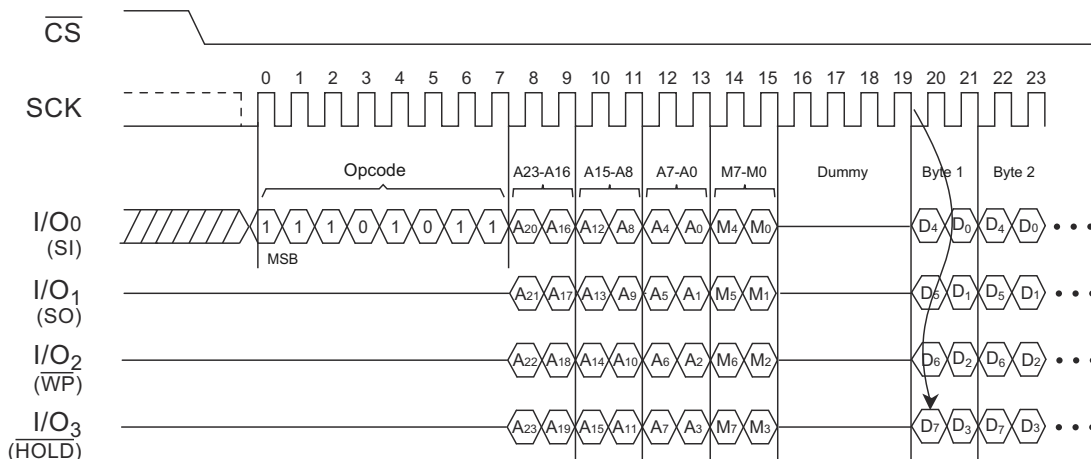 CS
0 1 2 3 4 5 6 7 8 9 10 11 12 13 14 15 16 17 18 19 20 21 22 23
SCK
Opcode A23-A16 A15-A8 A7-A0 M7-M0 Dummy Byte 1 Byte 2
I/O0 1 1 1 0 1 0 1 1 A20 A16 A12 A8 A4 A0 M4 M0 D4 D0 D4 D0
(SI) MSB
I/O1 A21 A17 A13 A9 A5 A1 M5 M1 D5 D1 D5 D1
(SO)
I/O2 A22 A18 A14 A10 A6 A2 M6 M2 D6 D2 D6 D2
(WP)
I/O3 A23 A19 A15 A11 A7 A3 M7 M3 D7 D3 D7 D3
(HOLD)